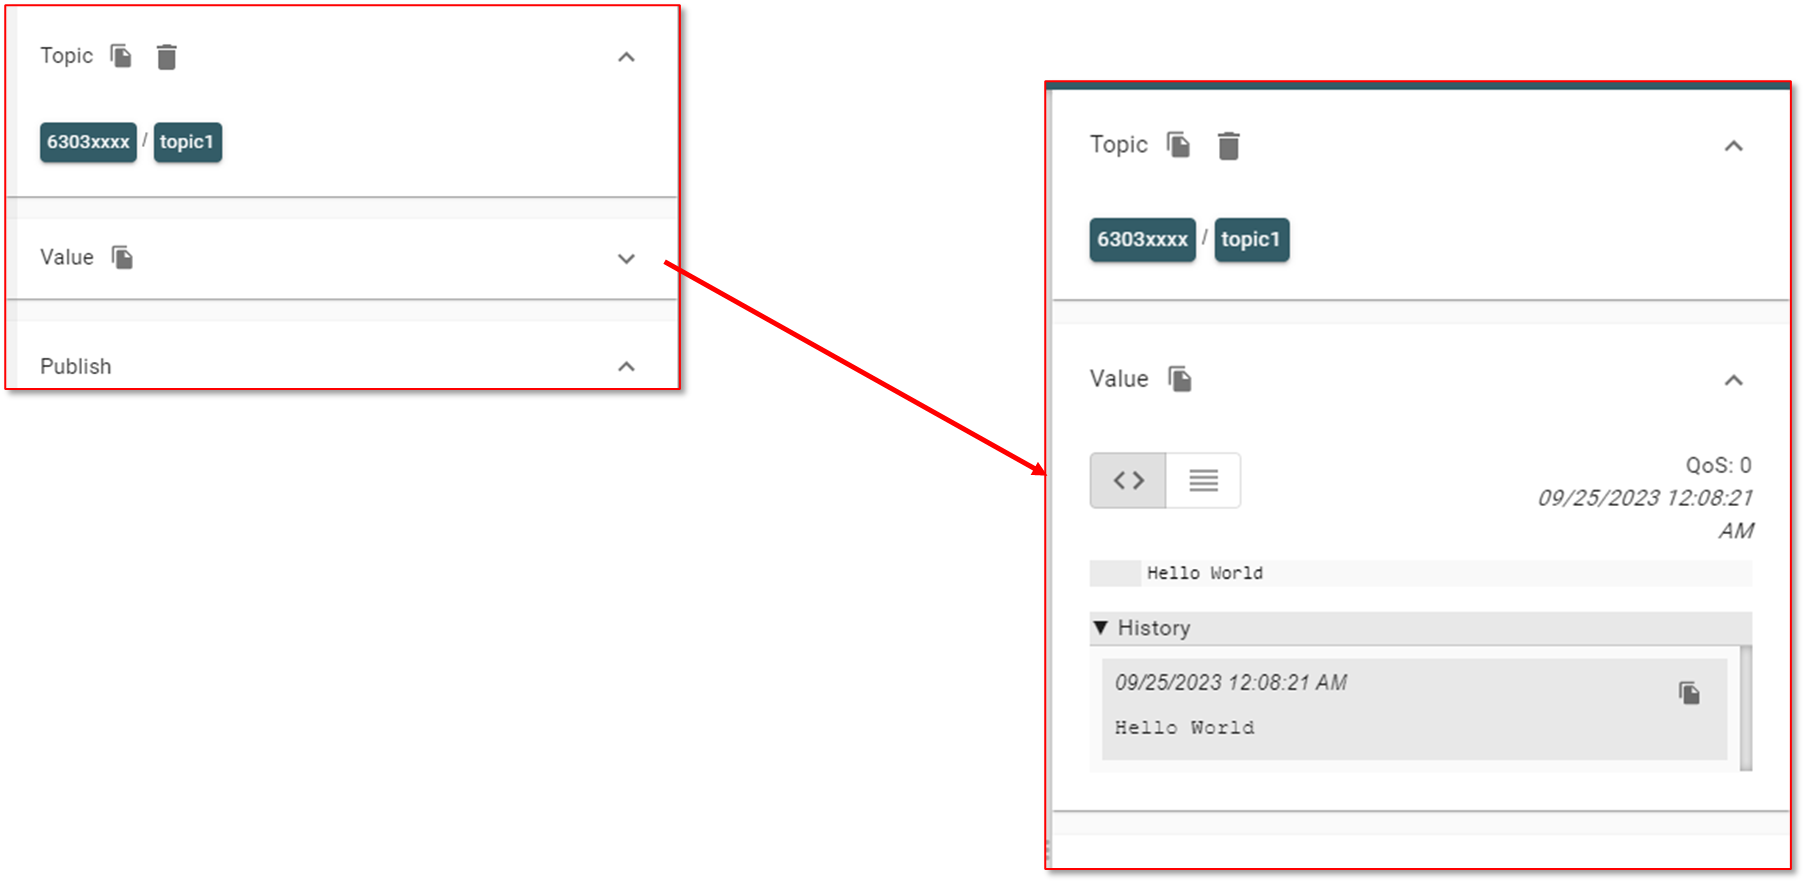 Topic
6303xxxx / topic1
Value
Publish
Topic
6303xxxx / topic1
Value
QoS: 0
09/25/2023 12:08:21
AM
Hello World
History
09/25/2023 12:08:21 AM
Hello World